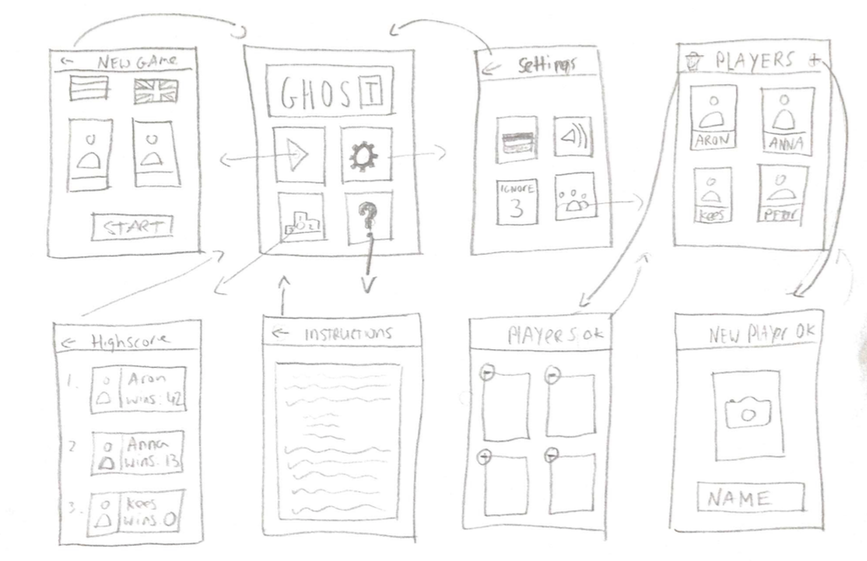 ← NEW GAME
START
GHOST
← Settings
IGNORE
3
PLAYERS +
ARON
ANNA
KEES
PETER
← Highscore
1. Aron
wins: 42
2 Anna
wins: 13
3. Kees
wins 0
← INSTRUCTIONS
PLAYERS OK
NEW Player OK
NAME